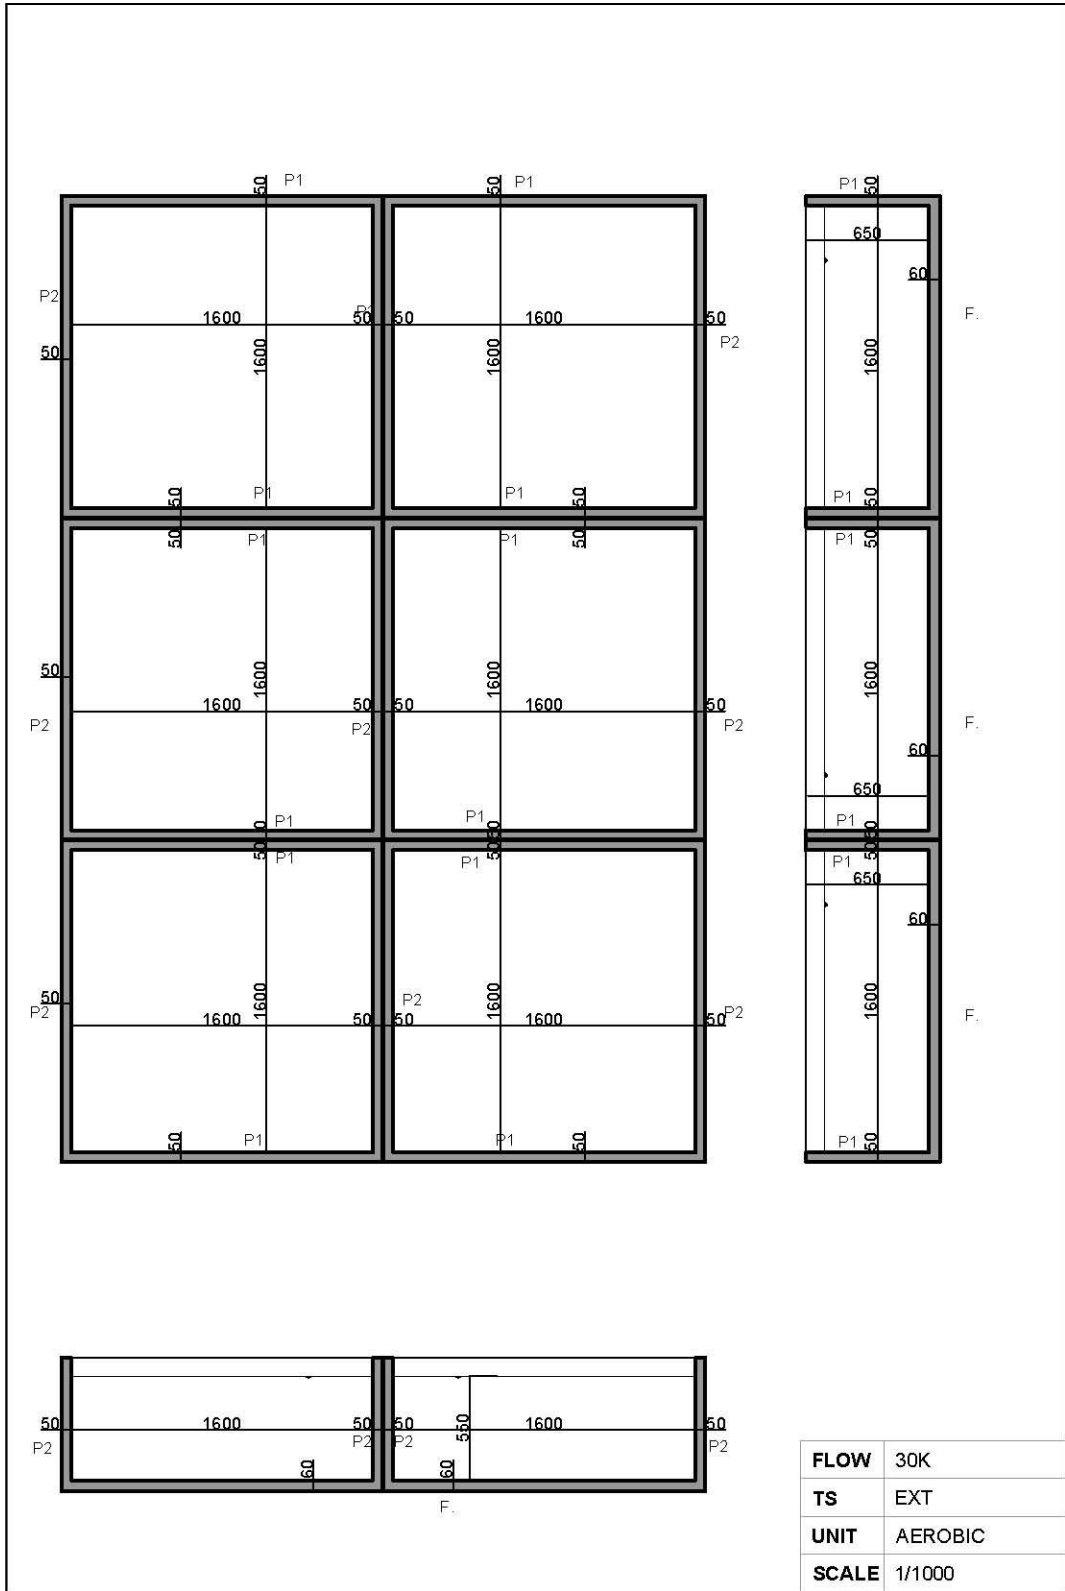 50 P1 50 P1 P1 50
650
60
P2 F.
1600 50 50 1600 50
P2
50 1600 1600 1600
50 P1 P1 50 P1 50
50 P1 P1 50 P1 50
50 1600 1600 1600
1600 50 50 1600 50
P2 P2 P2 F.
60
650
50 P1 P1 50 P1 50
50 P1 P1 50 P1 50
650
60
50 1600 P2 1600 1600
P2 P2 F.
1600 50 50 1600 50
50 P1 P1 50 P1 50
50 1600 50 50 550 1600 50
P2 P2 P2 P2
60 60
F.
FLOW 30K
TS EXT
UNIT AEROBIC
SCALE 1/1000